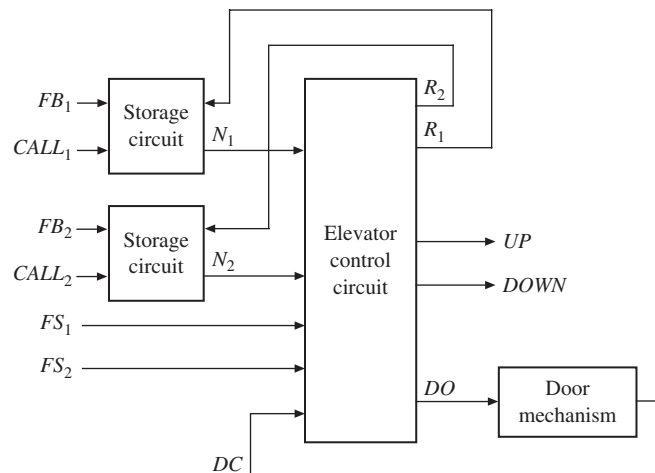 R₂
FB₁
Storage
circuit
R₁
CALL₁
N₁
FB₂
Storage
circuit
Elevator
control
circuit
UP
CALL₂
N₂
DOWN
FS₁
FS₂
DO
Door
mechanism
DC